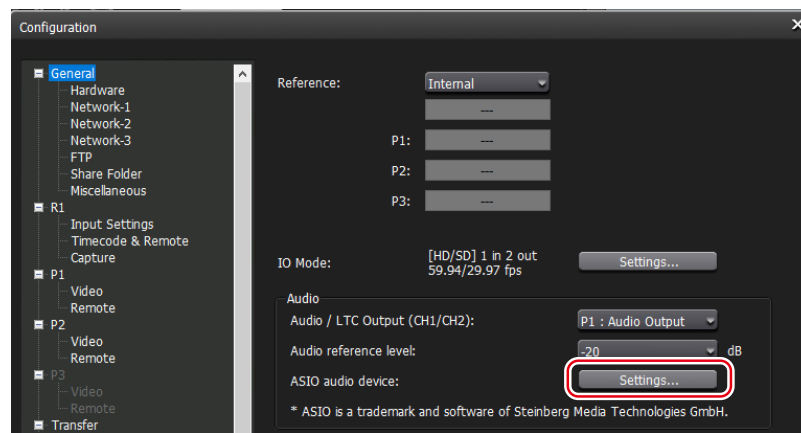 Configuration
General
Hardware
Network-1
Network-2
Network-3
FTP
Share Folder
Miscellaneous
R1
Input Settings
Timecode & Remote
Capture
P1
Video
Remote
P2
Video
Remote
P3
Video
Remote
Transfer
Reference: Internal
---
P1: ---
P2: ---
P3: ---
IO Mode: [HD/SD] 1 in 2 out Settings...
59.94/29.97 fps
Audio
Audio / LTC Output (CH1/CH2): P1 : Audio Output
Audio reference level: -20 dB
ASIO audio device: Settings...
* ASIO is a trademark and software of Steinberg Media Technologies GmbH.